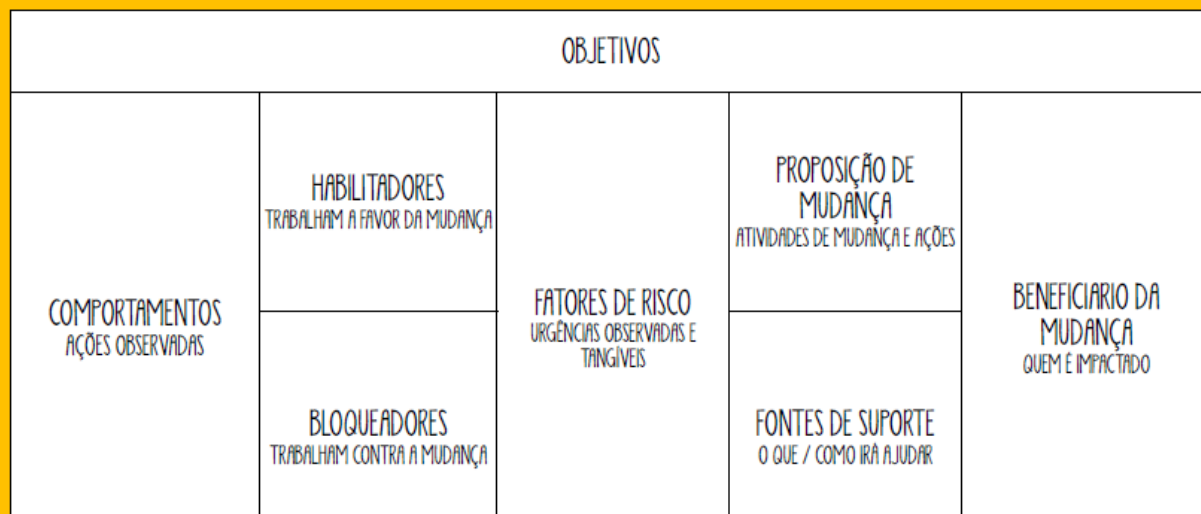 OBJETIVOS
COMPORTAMENTOS
AÇÕES OBSERVADAS
HABILITADORES
TRABALHAM A FAVOR DA MUDANÇA
BLOQUEADORES
TRABALHAM CONTRA A MUDANÇA
FATORES DE RISCO
URGÊNCIAS OBSERVADAS E
TANGÍVEIS
PROPOSIÇÃO DE
MUDANÇA
ATIVIDADES DE MUDANÇA E AÇÕES
FONTES DE SUPORTE
O QUE / COMO IRÁ AJUDAR
BENEFICIARIO DA
MUDANÇA
QUEM É IMPACTADO